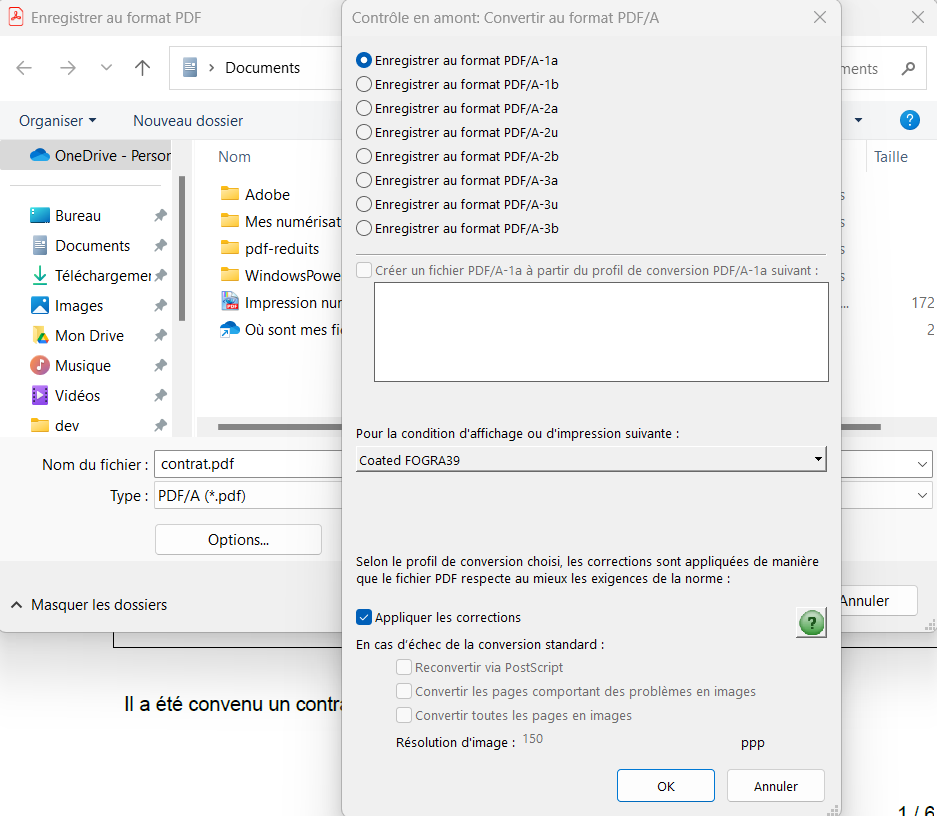 Enregistrer au format PDF
Documents
ments
Organiser
Nouveau dossier
?
OneDrive - Person
Bureau
Documents
Téléchargemen
Images
Mon Drive
Musique
Vidéos
dev
Nom
Taille
Adobe
Mes numérisat
pdf-reduits
WindowsPowe
Impression nur
...
172
Où sont mes fi
2
Nom du fichier :
contrat.pdf
Type :
PDF/A (*.pdf)
Options...
Masquer les dossiers
Annuler
Il a été convenu un contra
1 / 6
Contrôle en amont: Convertir au format PDF/A
Enregistrer au format PDF/A-1a
Enregistrer au format PDF/A-1b
Enregistrer au format PDF/A-2a
Enregistrer au format PDF/A-2u
Enregistrer au format PDF/A-2b
Enregistrer au format PDF/A-3a
Enregistrer au format PDF/A-3u
Enregistrer au format PDF/A-3b
Créer un fichier PDF/A-1a à partir du profil de conversion PDF/A-1a suivant :
Pour la condition d'affichage ou d'impression suivante :
Coated FOGRA39
Selon le profil de conversion choisi, les corrections sont appliquées de manière
que le fichier PDF respecte au mieux les exigences de la norme :
Appliquer les corrections
?
En cas d'échec de la conversion standard :
Reconvertir via PostScript
Convertir les pages comportant des problèmes en images
Convertir toutes les pages en images
Résolution d'image : 150 ppp
OK
Annuler